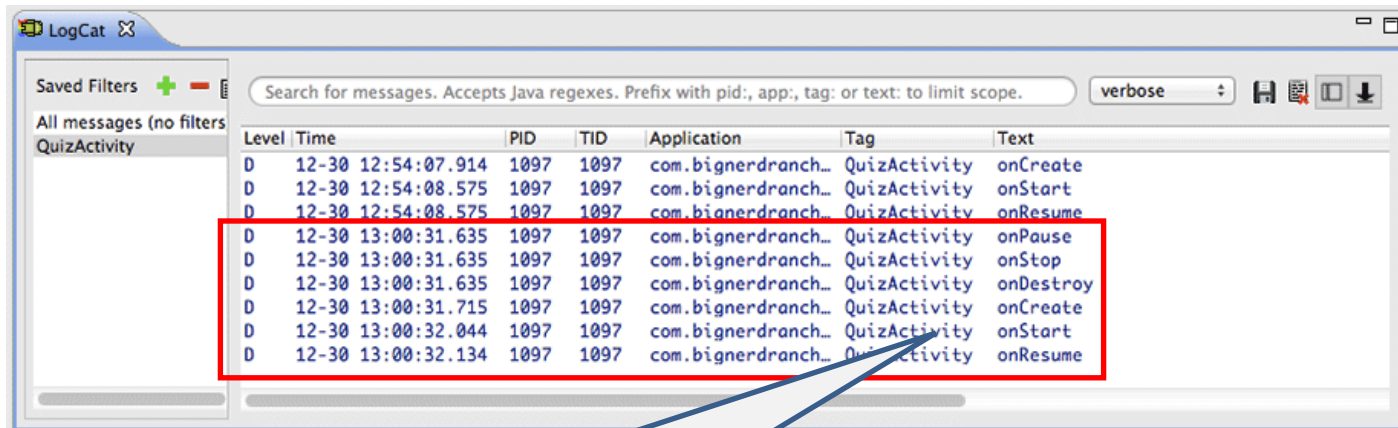 LogCat
Saved Filters
Search for messages. Accepts Java regexes. Prefix with pid:, app:, tag: or text: to limit scope.
verbose
All messages (no filters
QuizActivity
Level Time PID TID Application Tag Text
D 12-30 12:54:07.914 1097 1097 com.bignerdranch… QuizActivity onCreate
D 12-30 12:54:08.575 1097 1097 com.bignerdranch… QuizActivity onStart
D 12-30 12:54:08.575 1097 1097 com.bignerdranch… QuizActivity onResume
D 12-30 13:00:31.635 1097 1097 com.bignerdranch… QuizActivity onPause
D 12-30 13:00:31.635 1097 1097 com.bignerdranch… QuizActivity onStop
D 12-30 13:00:31.635 1097 1097 com.bignerdranch… QuizActivity onDestroy
D 12-30 13:00:31.715 1097 1097 com.bignerdranch… QuizActivity onCreate
D 12-30 13:00:32.044 1097 1097 com.bignerdranch… QuizActivity onStart
D 12-30 13:00:32.134 1097 1097 com.bignerdranch… QuizActivity onResume